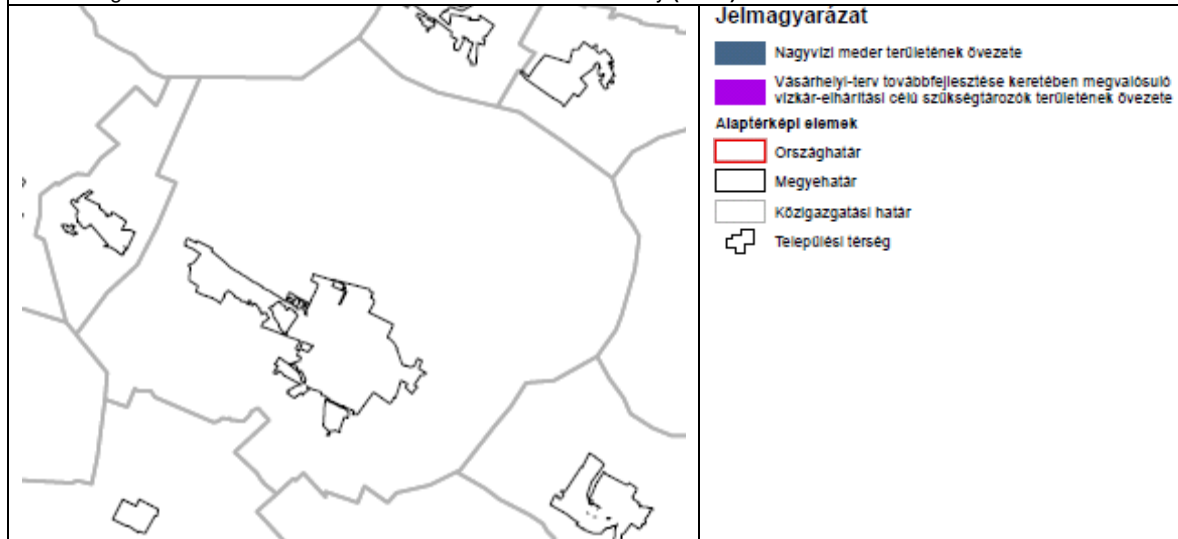 Jelmagyarázat
Nagyvízi meder területének övezete
Vásárhelyi-terv továbbfejlesztése keretében megvalósuló
vízkár-elhárítási célú szükségtározók területének övezete
Alaptérképi elemek
Országhatár
Megyehatár
Közigazgatási határ
Települési térség